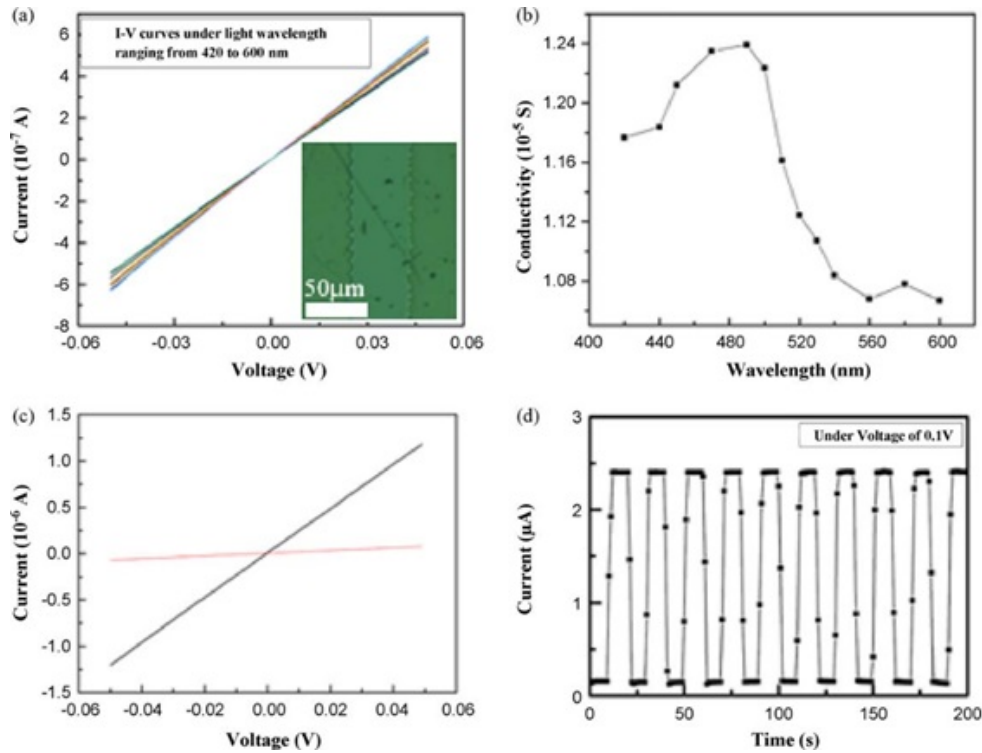 (a)
I-V curves under light wavelength
ranging from 420 to 600 nm
6
4
2
0
-2
-4
-6
-8
Current (10⁻⁷ A)
50μm
-0.06 -0.03 0.00 0.03 0.06
Voltage (V)
(b)
1.24
1.20
1.16
1.12
1.08
Conductivity (10⁻⁵ S)
400 440 480 520 560 600
Wavelength (nm)
(c)
1.5
1.0
0.5
0.0
-0.5
-1.0
-1.5
Current (10⁻⁶ A)
-0.06 -0.04 -0.02 0.00 0.02 0.04 0.06
Voltage (V)
(d)
Under Voltage of 0.1V
3
2
1
0
Current (μA)
0 50 100 150 200
Time (s)